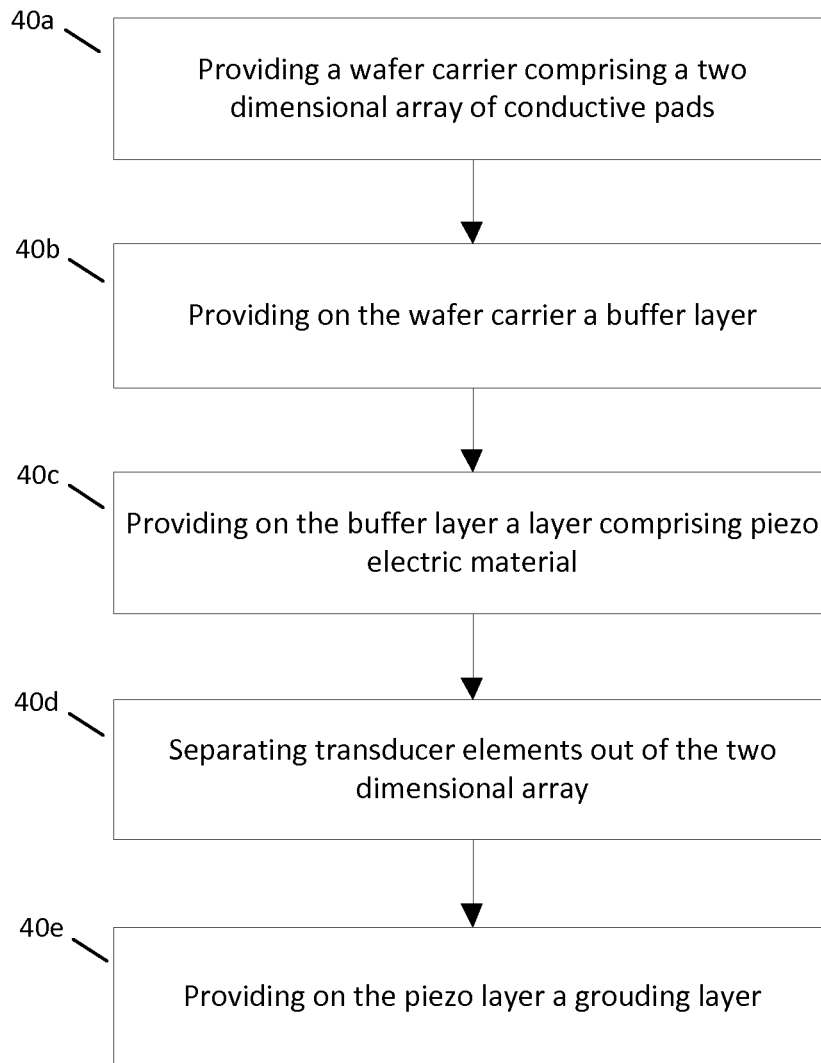 40a
Providing a wafer carrier comprising a two
dimensional array of conductive pads
40b
Providing on the wafer carrier a buffer layer
40c
Providing on the buffer layer a layer comprising piezo
electric material
40d
Separating transducer elements out of the two
dimensional array
40e
Providing on the piezo layer a grouding layer